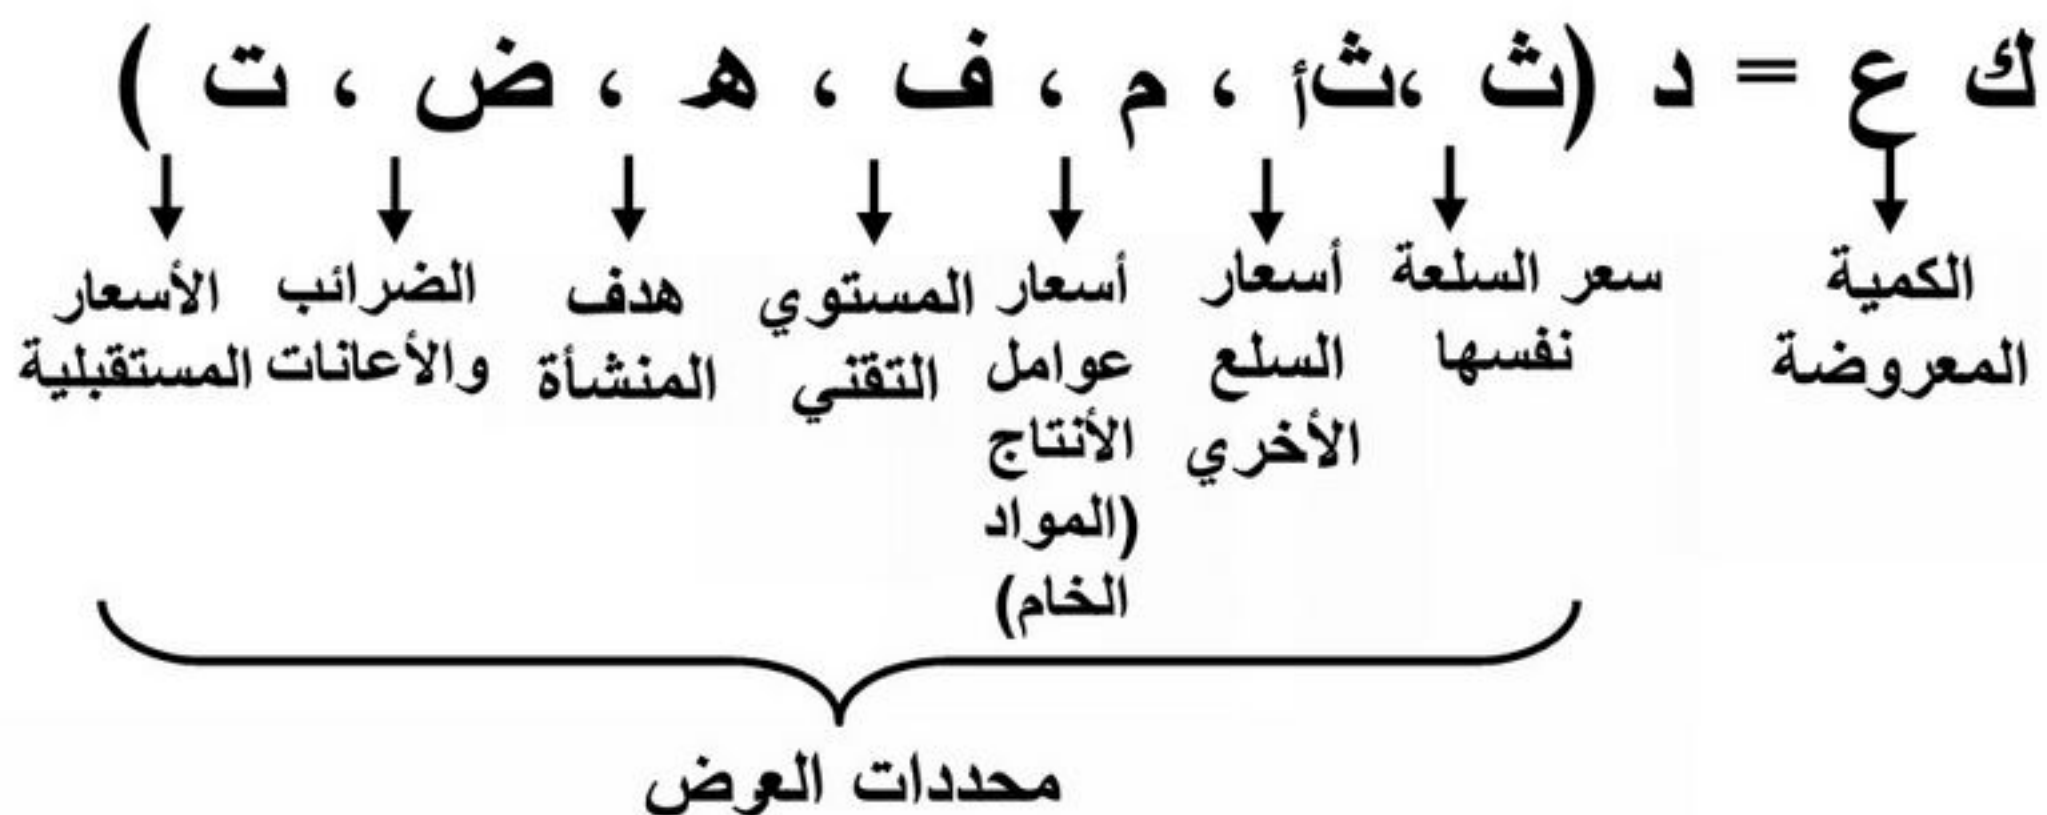 ك ع = د (ث ،ثأ ، م ، ف ، هـ ، ض ، ت )
الكمية
المعروضة
سعر السلعة
نفسها
أسعار
السلع
الأخري
أسعار
عوامل
الأنتاج
(المواد
الخام)
المستوي
التقني
هدف
المنشأة
الضرائب
والأعانات
الأسعار
المستقبلية
محددات العرض